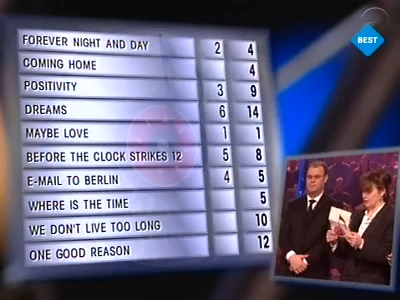 BEST
FOREVER NIGHT AND DAY 2 4
COMING HOME 4
POSITIVITY 3 9
DREAMS 6 14
MAYBE LOVE 1 1
BEFORE THE CLOCK STRIKES 12 5 8
E-MAIL TO BERLIN 4 5
WHERE IS THE TIME 5
WE DON'T LIVE TOO LONG 10
ONE GOOD REASON 12